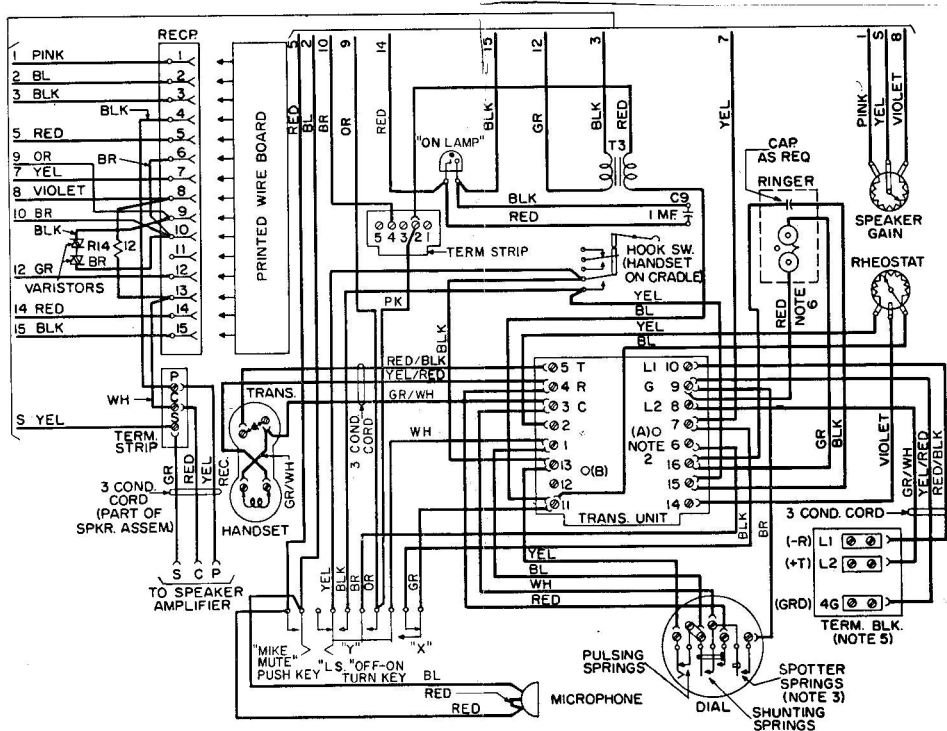 RECP.
1 PINK
2 BL
3 BLK
BLK
5 RED
9 OR
BR
7 YEL
8 VIOLET
10 BR
BLK
R14
12
BR
VARISTORS
12 GR
14 RED
15 BLK
S YEL
1
2
3
4
5
6
7
8
9
10
11
12
13
14
15
PRINTED WIRE BOARD
5
2
10
9
14
15
12
3
7
1
S
8
RED
BL
BR
OR
RED
BLK
GR
BLK
RED
YEL
PINK
YEL
VIOLET
"ON LAMP"
T3
CAP.
AS REQ
RINGER
SPEAKER
GAIN
BLK
C9
RED
1 MF.
5 4 3 2 1
TERM STRIP
HOOK SW.
(HANDSET
ON CRADLE)
RHEOSTAT
PK
BLK
YEL
BL
YEL
BL
RED
NOTE
6
P
C
S
WH
TERM.
STRIP
RED/BLK
YEL/RED
GR/WH
TRANS.
REC.
GR/WH
HANDSET
3 COND.
CORD
WH
5 T
4 R
3 C
2
1
13
O(B)
12
11
L1 10
G 9
L2 8
(A)O 7
NOTE 6
2
16
15
14
TRANS. UNIT
GR
BLK
VIOLET
GR/WH
YEL/RED
RED/BLK
GR
RED
YEL
3 COND.
CORD
(PART OF
SPKR. ASSEM.)
S C P
TO SPEAKER
AMPLIFIER
3 COND. CORD
(-R) L1
(+T) L2
(GRD) 4G
TERM. BLK.
(NOTE 5)
BLK
BR
YEL
BL
WH
RED
YEL
BLK
BR
OR
GR
"MIKE
MUTE"
PUSH KEY
"Y"
"X"
"L.S." OFF-ON
TURN KEY
BL
RED
RED
MICROPHONE
PULSING
SPRINGS
DIAL
SPOTTER
SPRINGS
(NOTE 3)
SHUNTING
SPRINGS